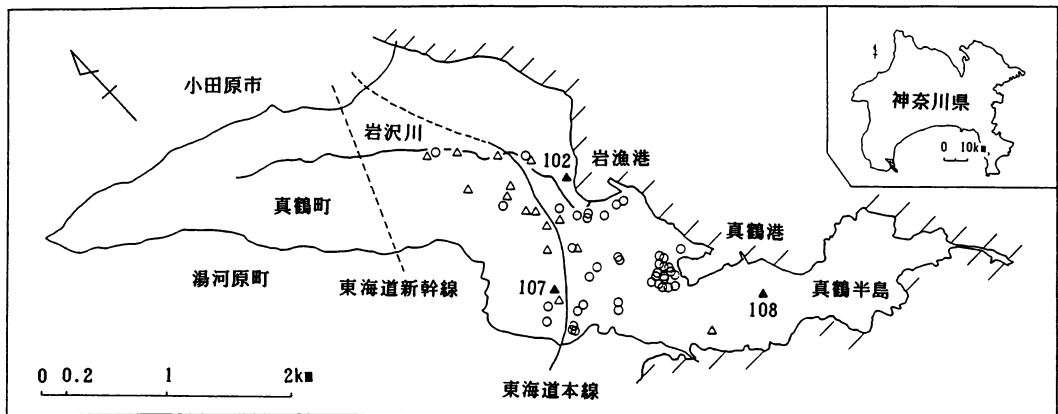 小田原市
岩沢川
102
岩漁港
神奈川県
0 10km
真鶴町
真鶴港
湯河原町
東海道新幹線
107
108
真鶴半島
0 0.2 1 2km
東海道本線